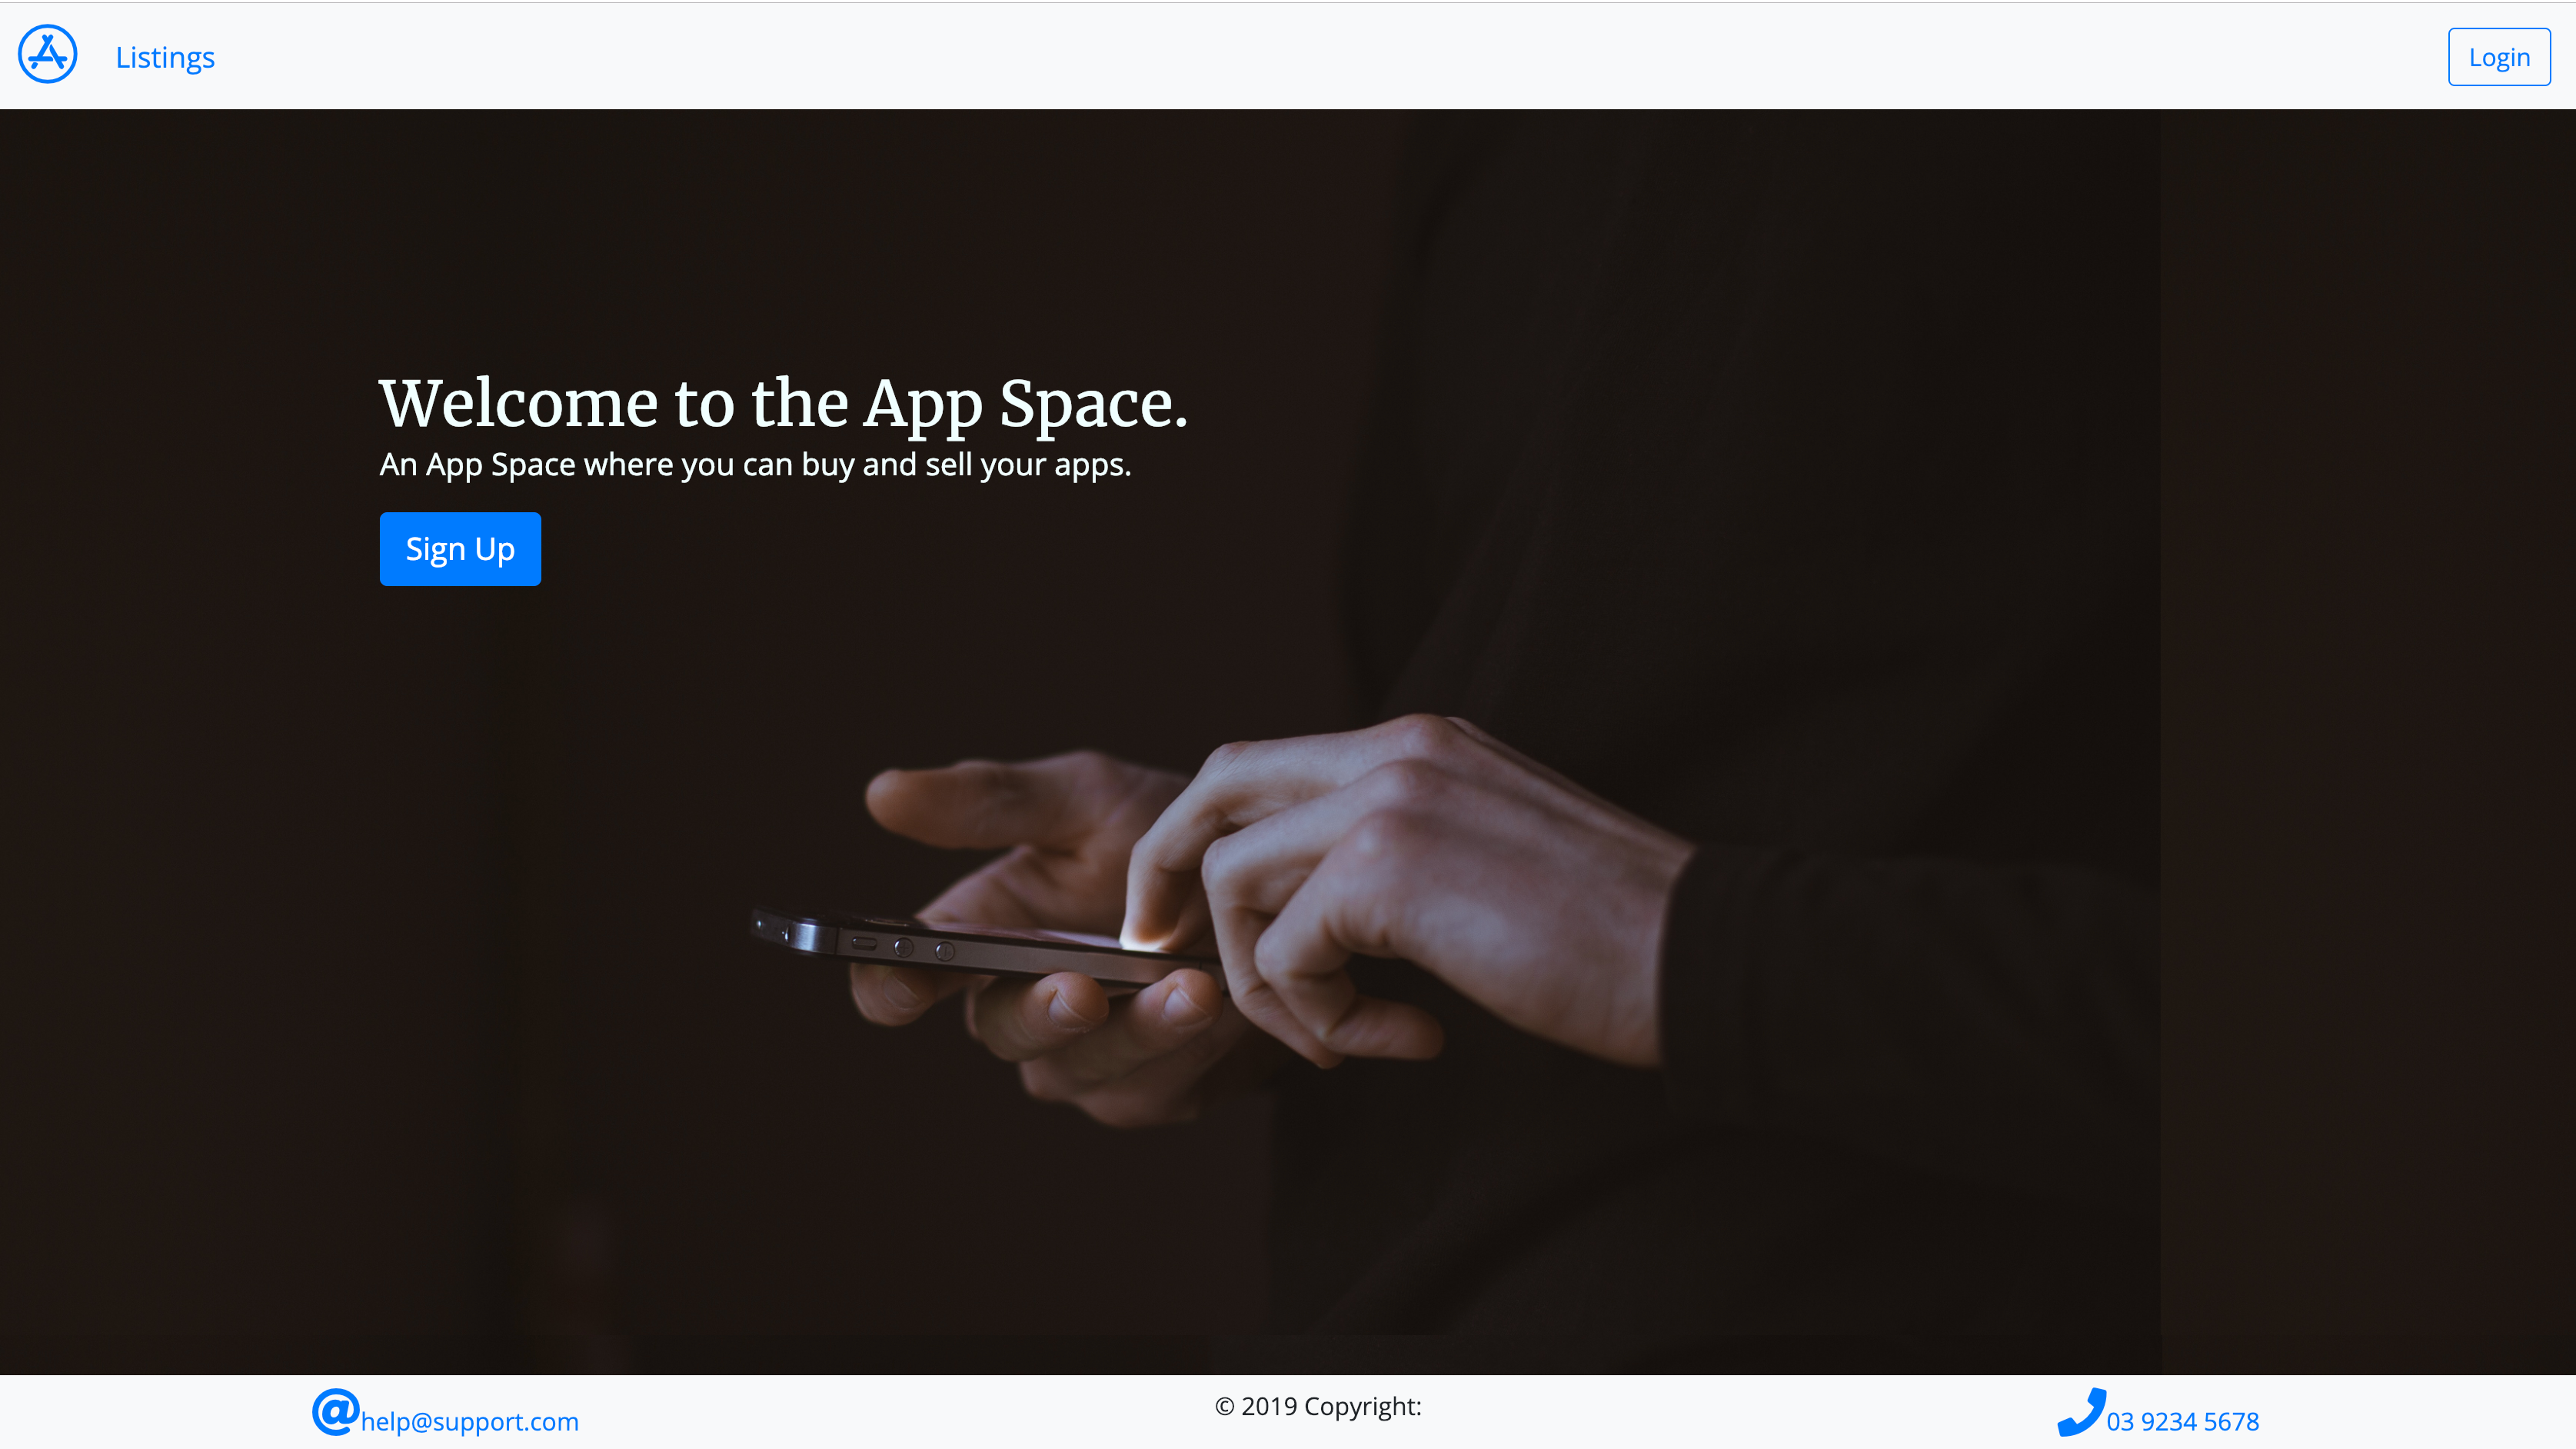 Listings
Login
Welcome to the App Space.
An App Space where you can buy and sell your apps.
Sign Up
help@support.com
© 2019 Copyright:
03 9234 5678